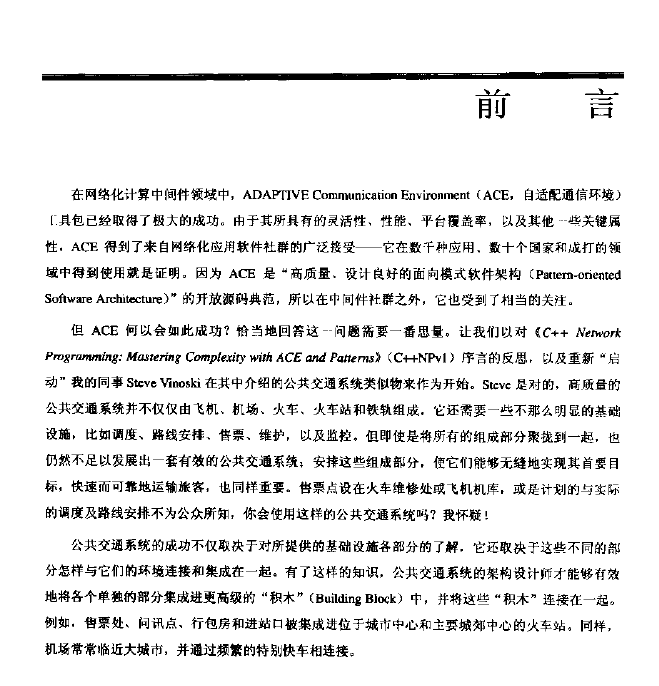 前 言
在网络化计算中间件领域中，ADAPTIVE Communication Environment（ACE，自适配通信环境）
工具包已经取得了极大的成功。由于其所具有的灵活性、性能、平台覆盖率，以及其他一些关键属
性，ACE 得到了来自网络化应用软件社群的广泛接受——它在数千种应用、数十个国家和成打的领
域中得到使用就是证明。因为 ACE 是“高质量、设计良好的面向模式软件架构（Pattern-oriented
Software Architecture）”的开放源码典范，所以在中间件社群之外，它也受到了相当的关注。
但 ACE 何以会如此成功？恰当地回答这一问题需要一番思量。让我们以对《C++ Network
Programming: Mastering Complexity with ACE and Patterns》（C++NPv1）序言的反思，以及重新“启
动”我的同事 Steve Vinoski 在其中介绍的公共交通系统类似物来作为开始。Steve 是对的，高质量的
公共交通系统并不仅仅由飞机、机场、火车、火车站和铁轨组成，它还需要一些不那么明显的基础
设施，比如调度、路线安排、售票、维护，以及监控。但即使是将所有的组成部分聚拢到一起，也
仍然不足以发展出一套有效的公共交通系统；安排这些组成部分，使它们能够无缝地实现其首要目
标，快速而可靠地运输旅客，也同样重要。售票点设在火车维修处或飞机机库，或是计划的与实际
的调度及路线安排不为公众所知，你会使用这样的公共交通系统吗？我怀疑！
公共交通系统的成功不仅取决于对所提供的基础设施各部分的了解，它还取决于这些不同的部
分怎样与它们的环境连接和集成在一起。有了这样的知识，公共交通系统的架构设计师才能够有效
地将各个单独的部分集成进更高级的“积木”（Building Block）中，并将这些“积木”连接在一起。
例如，售票处、问讯点、行包房和进站口被集成进位于城市中心和主要城郊中心的火车站。同样，
机场常常临近大城市，并通过频繁的特别快车相连接。